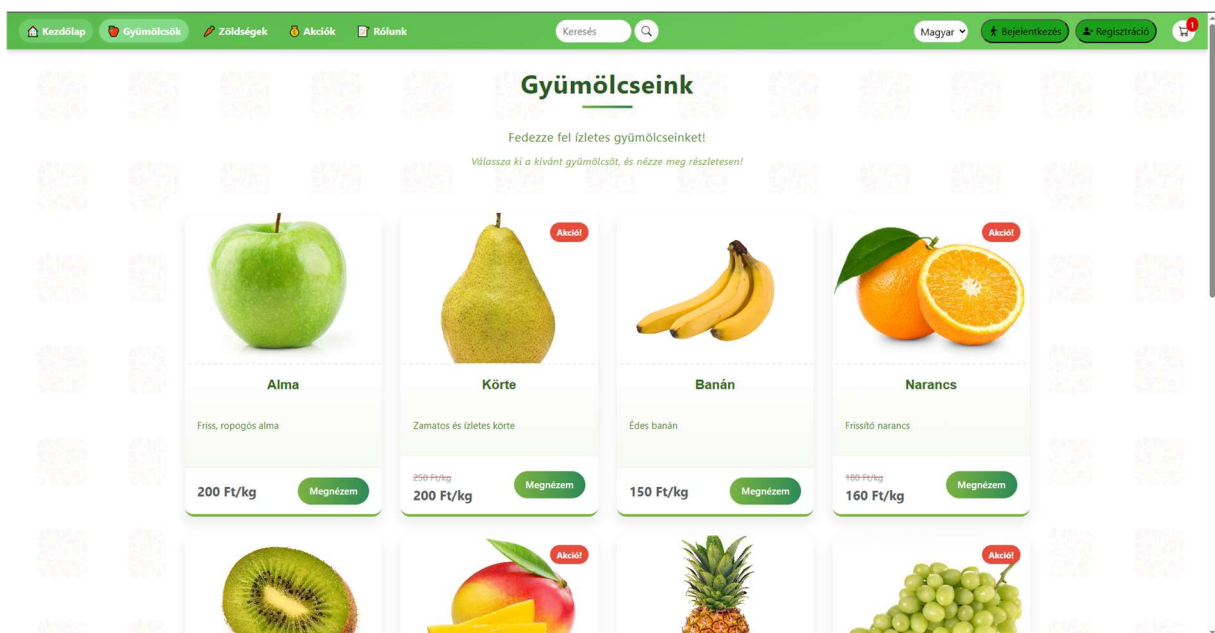 Kezdőlap
Gyümölcsök
Zöldségek
Akciók
Rólunk
Keresés
Magyar
Bejelentkezés
Regisztráció
1
Gyümölcseink
Fedezze fel ízletes gyümölcseinket!
Válassza ki a kívánt gyümölcsöt, és nézze meg részletesen!
Akció!
Akció!
Alma
Körte
Banán
Narancs
Friss, ropogós alma
Zamatos és ízletes körte
Édes banán
Frissítő narancs
200 Ft/kg
Megnézem
250 Ft/kg
200 Ft/kg
Megnézem
150 Ft/kg
Megnézem
180 Ft/kg
160 Ft/kg
Megnézem
Akció!
Akció!